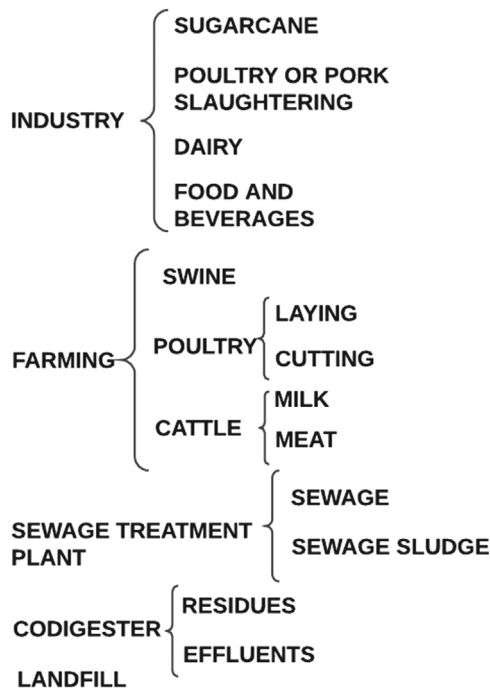 INDUSTRY
SUGARCANE
POULTRY OR PORK
SLAUGHTERING
DAIRY
FOOD AND
BEVERAGES
FARMING
SWINE
POULTRY
LAYING
CUTTING
CATTLE
MILK
MEAT
SEWAGE TREATMENT
PLANT
SEWAGE
SEWAGE SLUDGE
CODIGESTER
RESIDUES
EFFLUENTS
LANDFILL